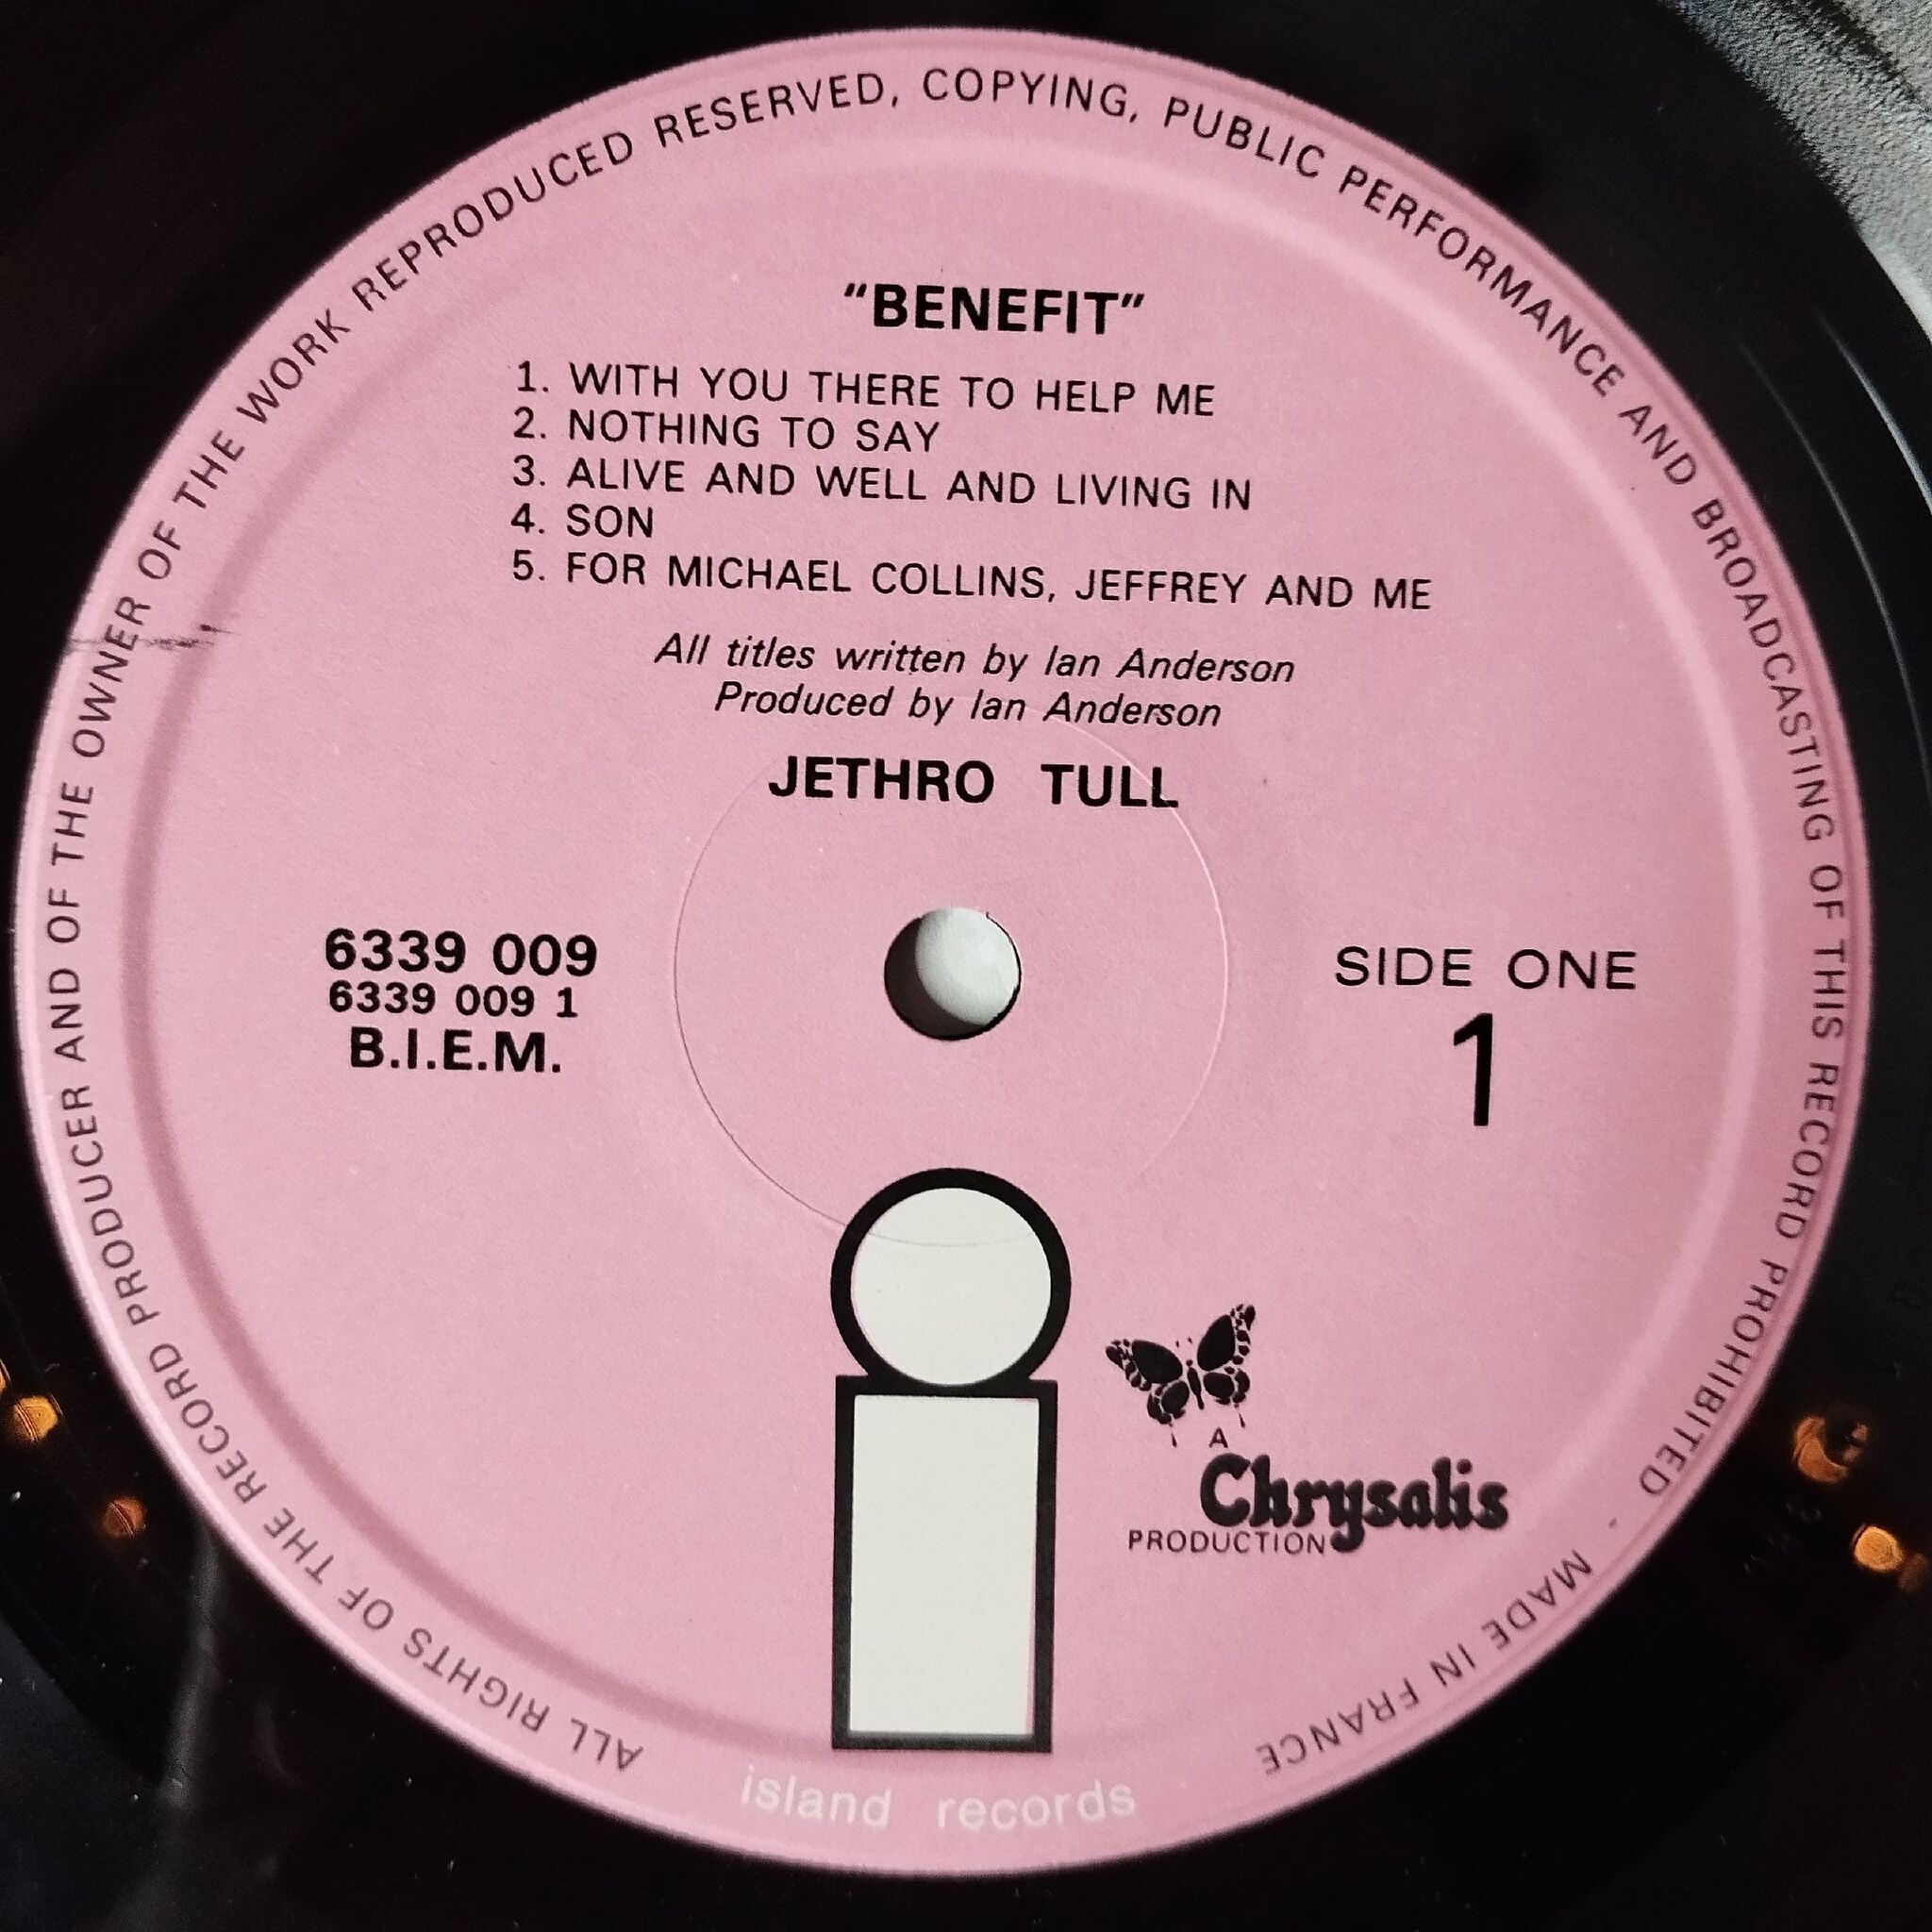 ALL RIGHTS OF THE RECORD PRODUCER AND OF THE OWNER OF THE WORK REPRODUCED RESERVED, COPYING, PUBLIC PERFORMANCE AND BROADCASTING OF THIS RECORD PROHIBITED . MADE IN FRANCE
“BENEFIT”
1. WITH YOU THERE TO HELP ME
2. NOTHING TO SAY
3. ALIVE AND WELL AND LIVING IN
4. SON
5. FOR MICHAEL COLLINS, JEFFREY AND ME
All titles written by Ian Anderson
Produced by Ian Anderson
JETHRO TULL
6339 009
6339 009 1
B.I.E.M.
SIDE ONE
1
A
Chrysalis
PRODUCTION
island records